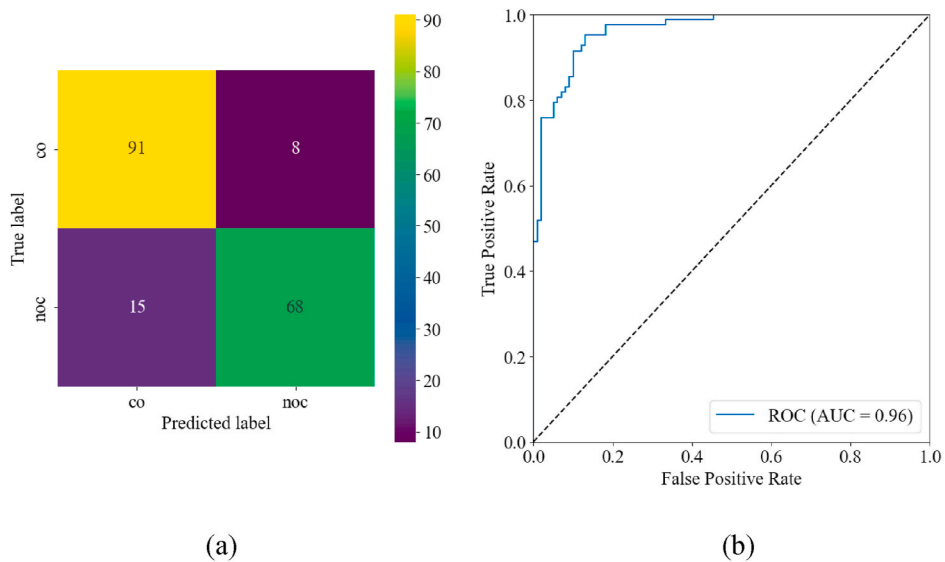 90
80
70
60
50
40
30
20
10
co
noc
True label
91
8
15
68
co
noc
Predicted label
(a)
1.0
0.8
0.6
0.4
0.2
0.0
True Positive Rate
ROC (AUC = 0.96)
0.0
0.2
0.4
0.6
0.8
1.0
False Positive Rate
(b)